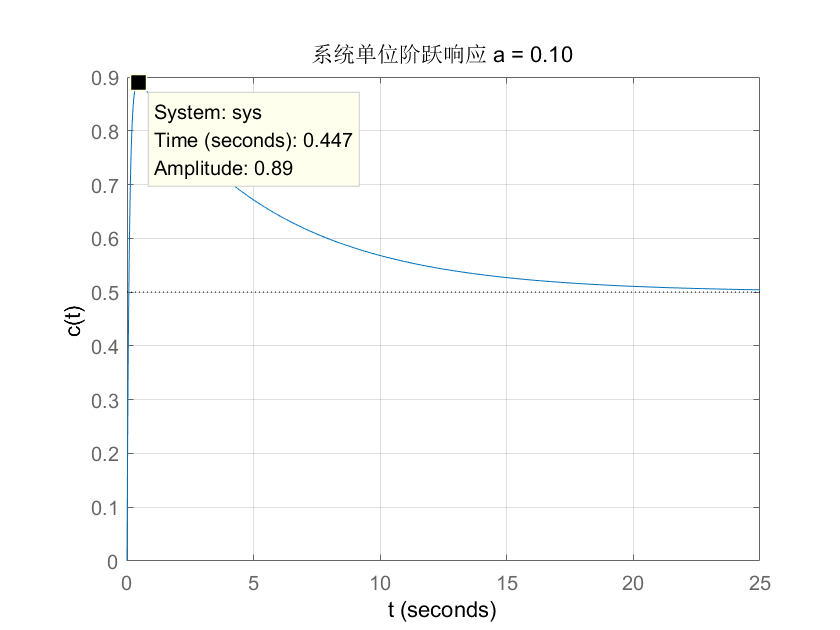 系统单位阶跃响应 a = 0.10
0.9
System: sys
Time (seconds): 0.447
Amplitude: 0.89
0.8
0.7
0.6
0.5
c(t)
0.4
0.3
0.2
0.1
0
0 5 10 15 20 25
t (seconds)